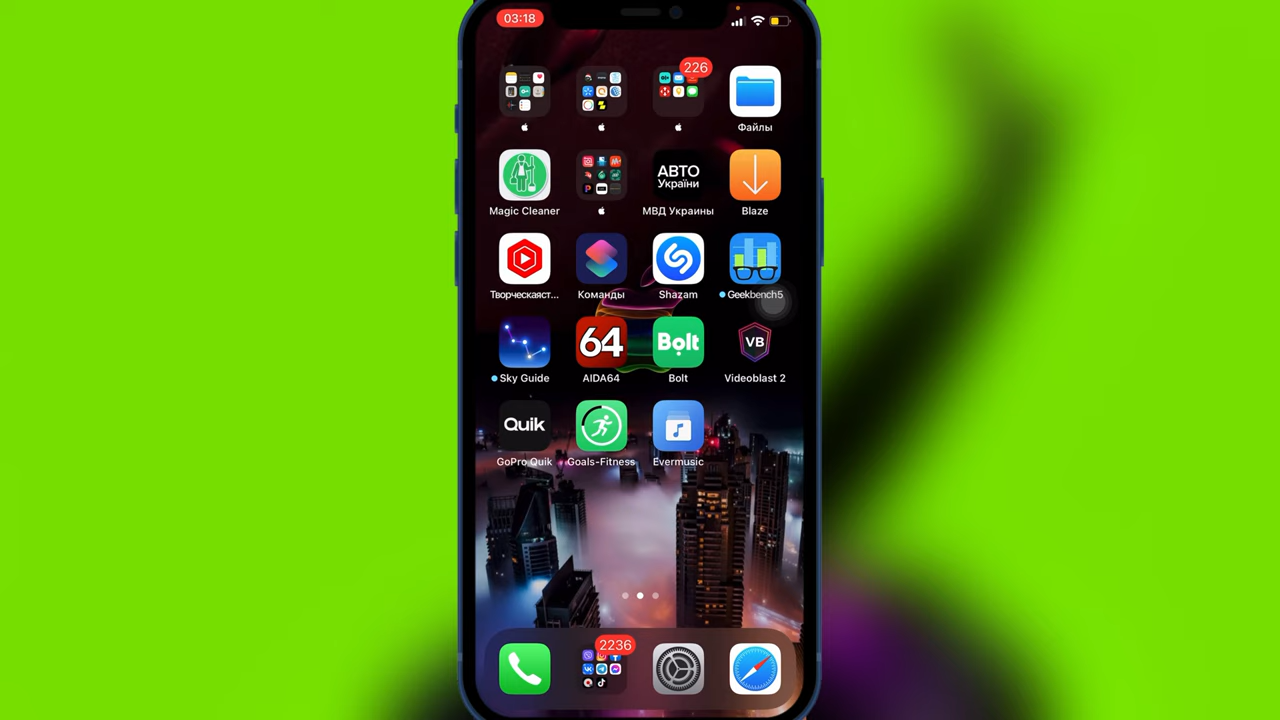 03:18
226
Файлы
Magic Cleaner
АВТО
України
МВД Украины
Blaze
Творческаяст...
Команды
Shazam
Geekbench5
Sky Guide
64
AIDA64
Bolt
Bolt
VB
Videoblast 2
Quik
GoPro Quik
Goals-Fitness
Evermusic
2236